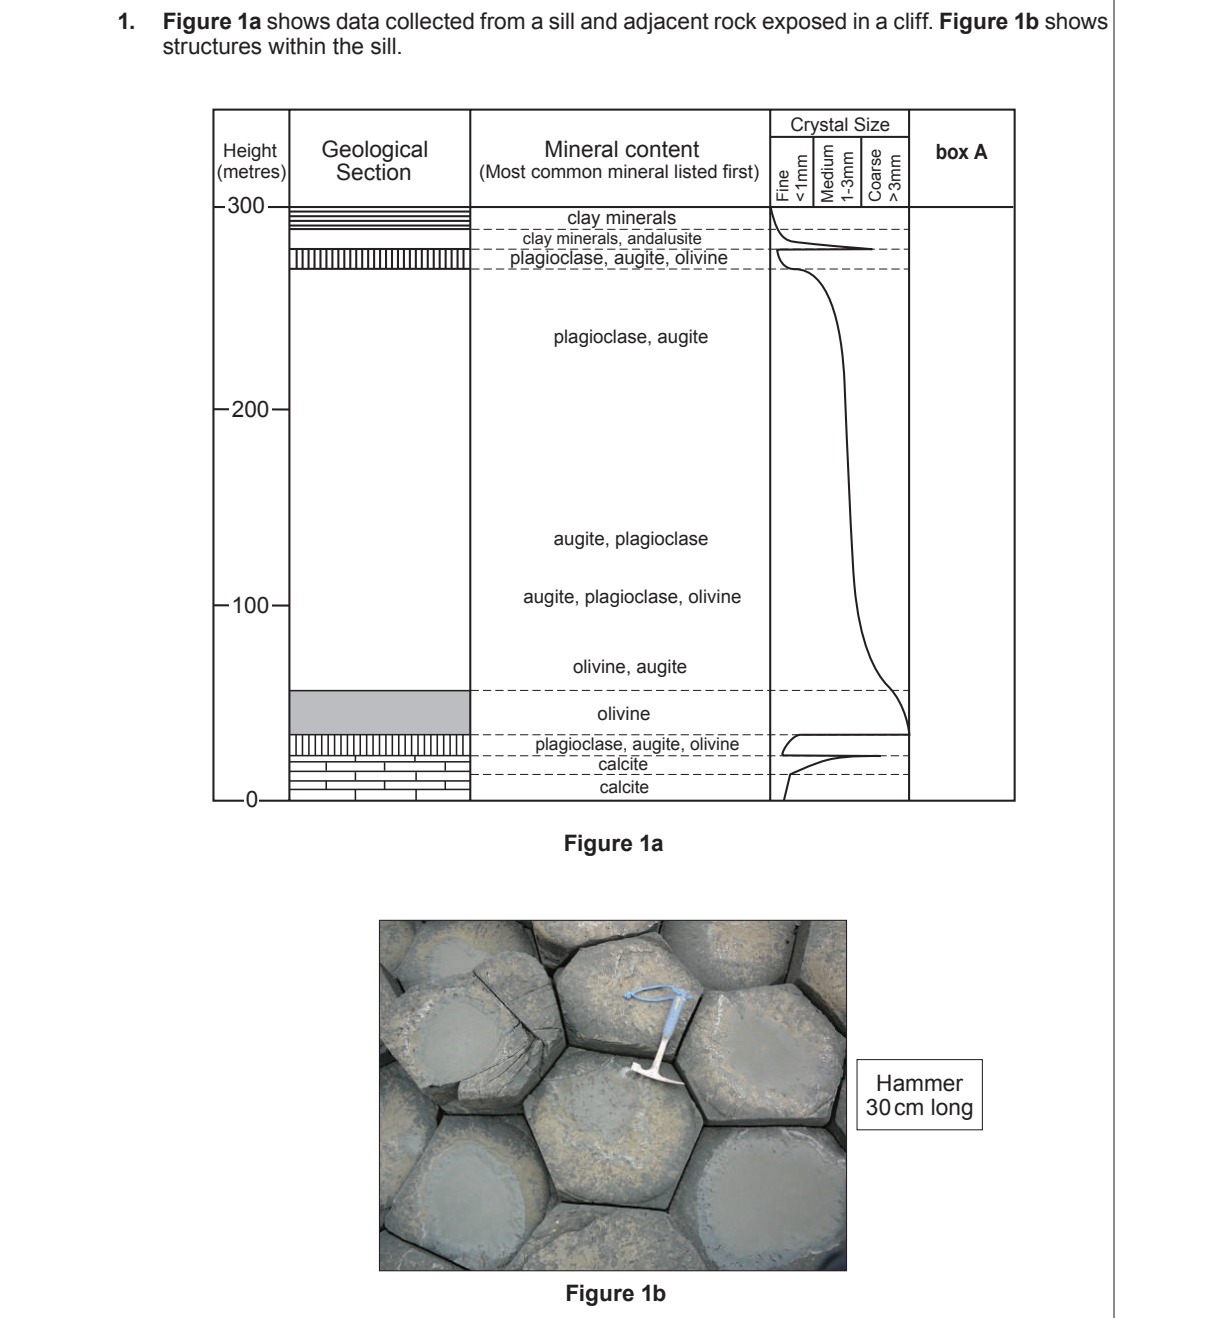 1. Figure 1a shows data collected from a sill and adjacent rock exposed in a cliff. Figure 1b shows
structures within the sill.
Height
(metres)
Geological
Section
Mineral content
(Most common mineral listed first)
Crystal Size
Fine
<1mm
Medium
1-3mm
Coarse
>3mm
box A
300
clay minerals
clay minerals, andalusite
plagioclase, augite, olivine
plagioclase, augite
200
augite, plagioclase
augite, plagioclase, olivine
100
olivine, augite
olivine
plagioclase, augite, olivine
calcite
calcite
0
Figure 1a
Hammer
30 cm long
Figure 1b